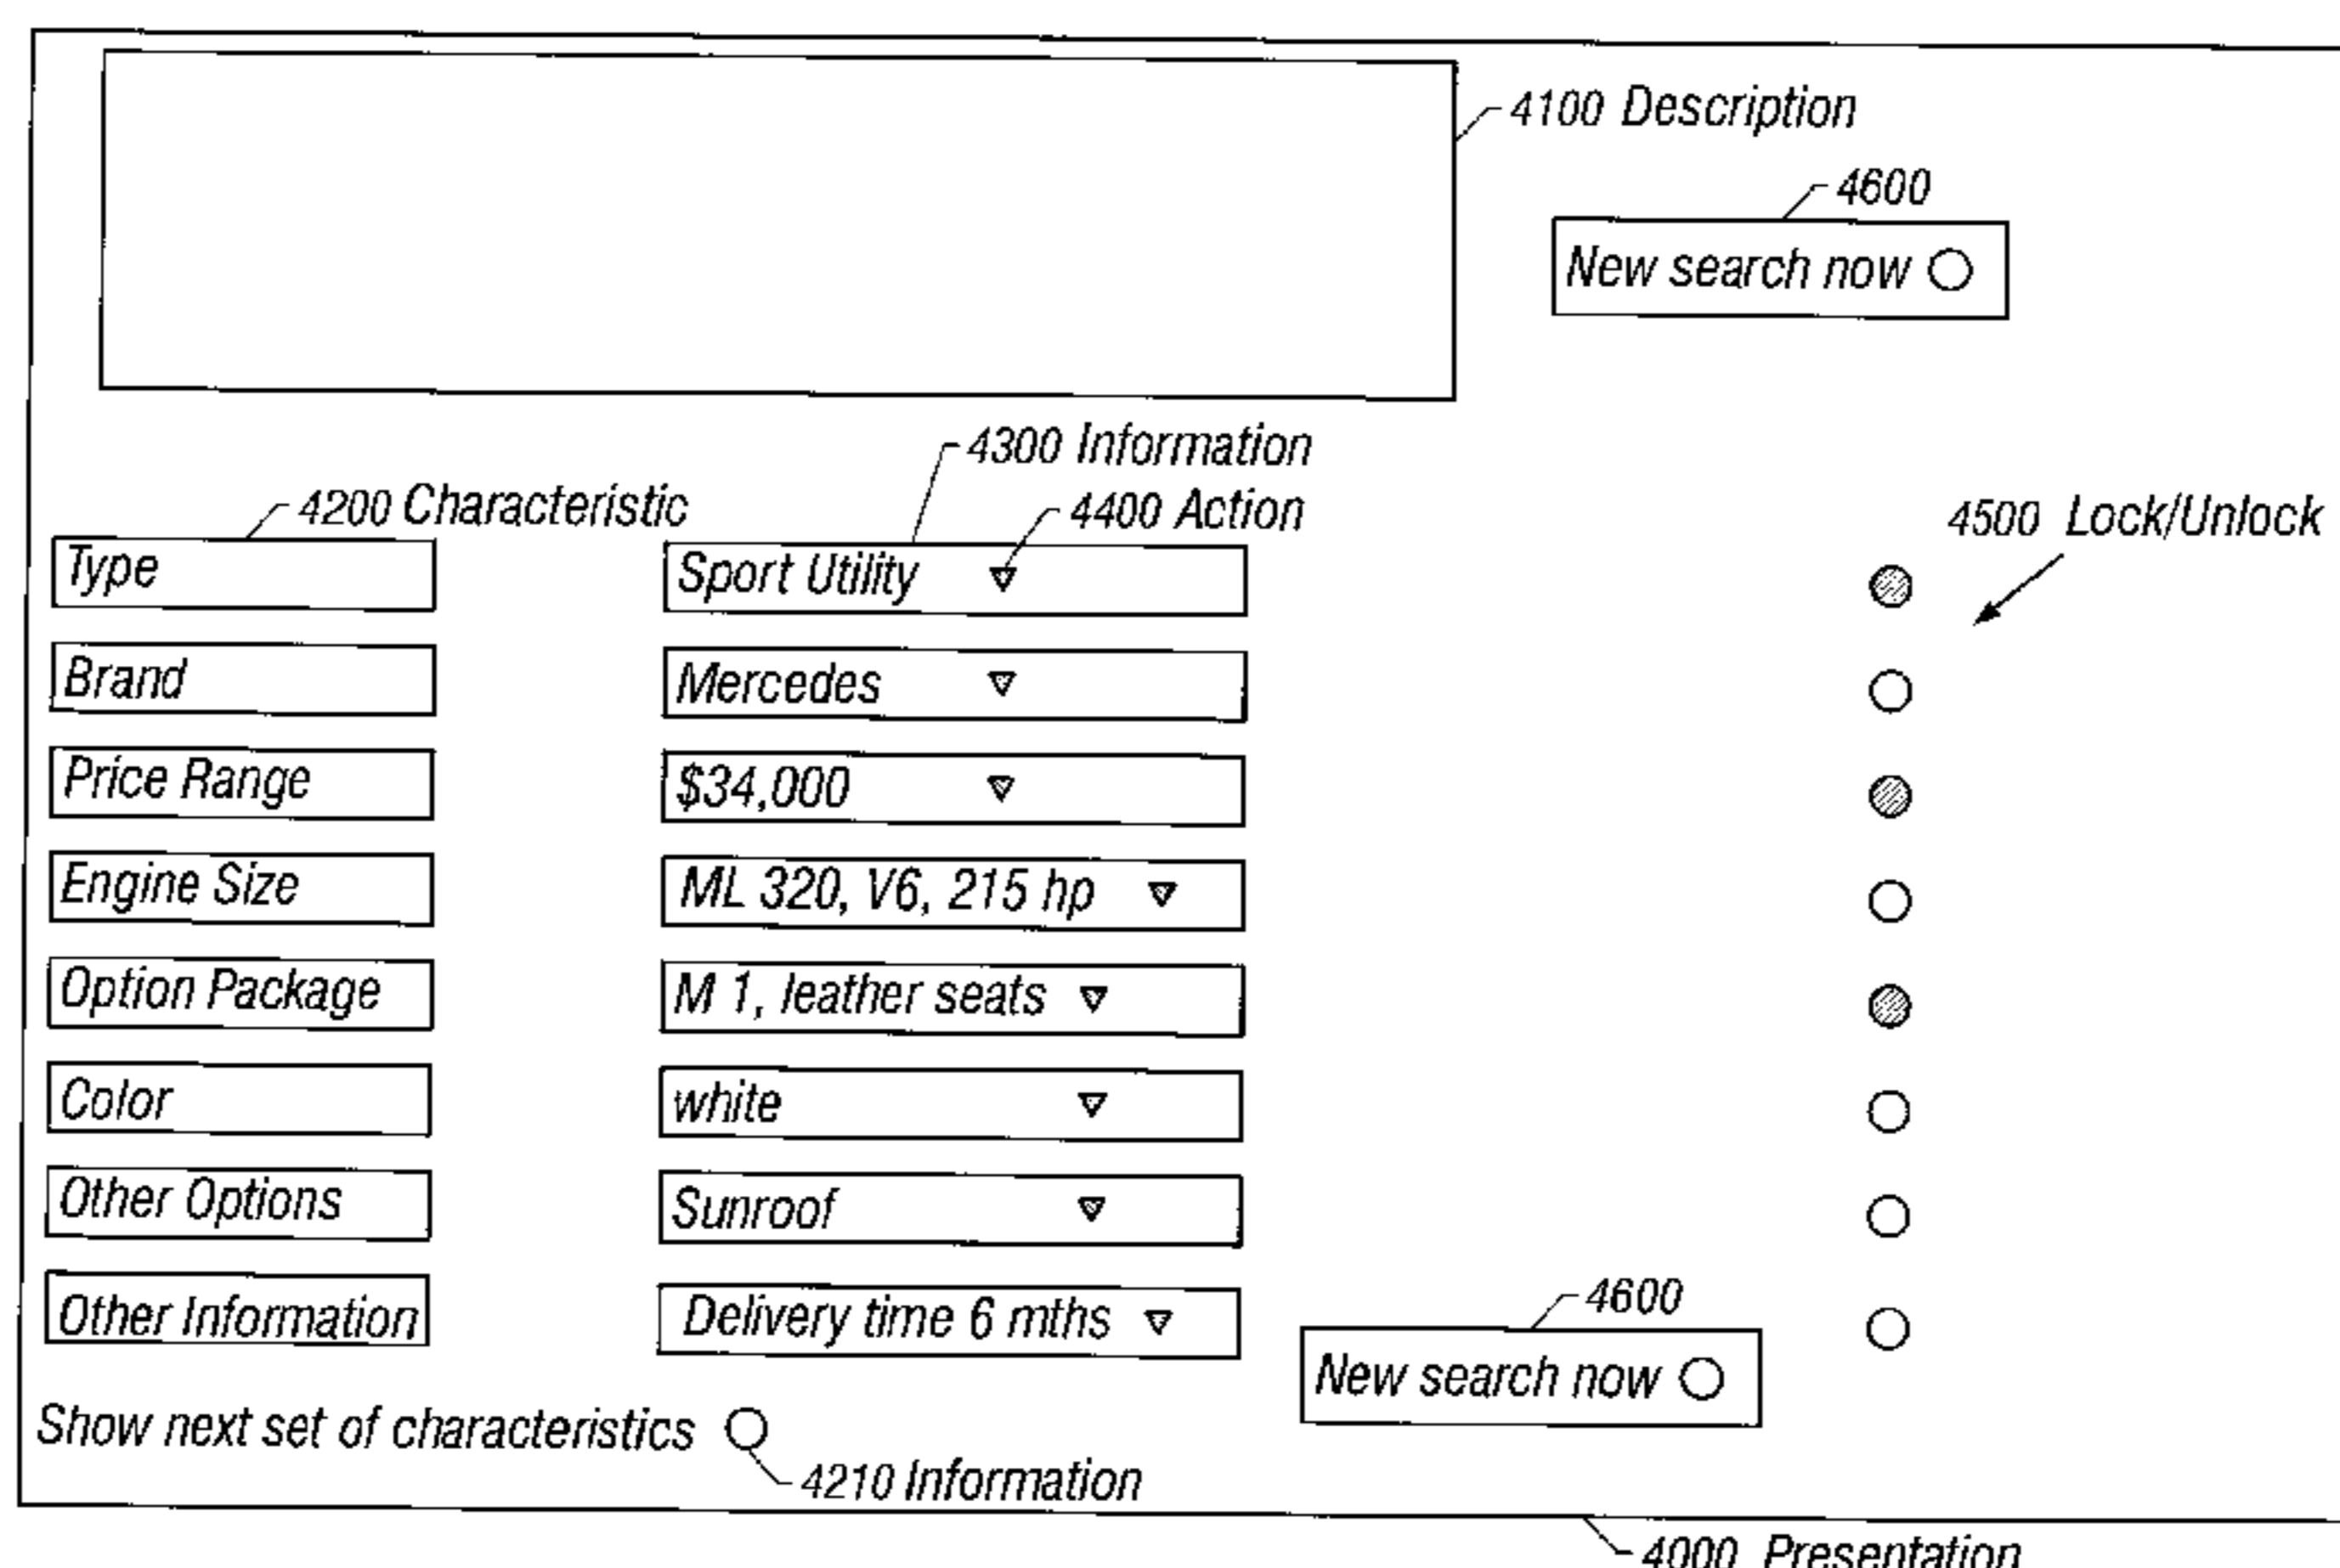 4100 Description
4600
New search now
4300 Information
4200 Characteristic
4400 Action
4500 Lock/Unlock
Type
Sport Utility
Brand
Mercedes
Price Range
$34,000
Engine Size
ML 320, V6, 215 hp
Option Package
M 1, leather seats
Color
white
Other Options
Sunroof
Other Information
Delivery time 6 mths
4600
New search now
Show next set of characteristics
4210 Information
4000 Presentation